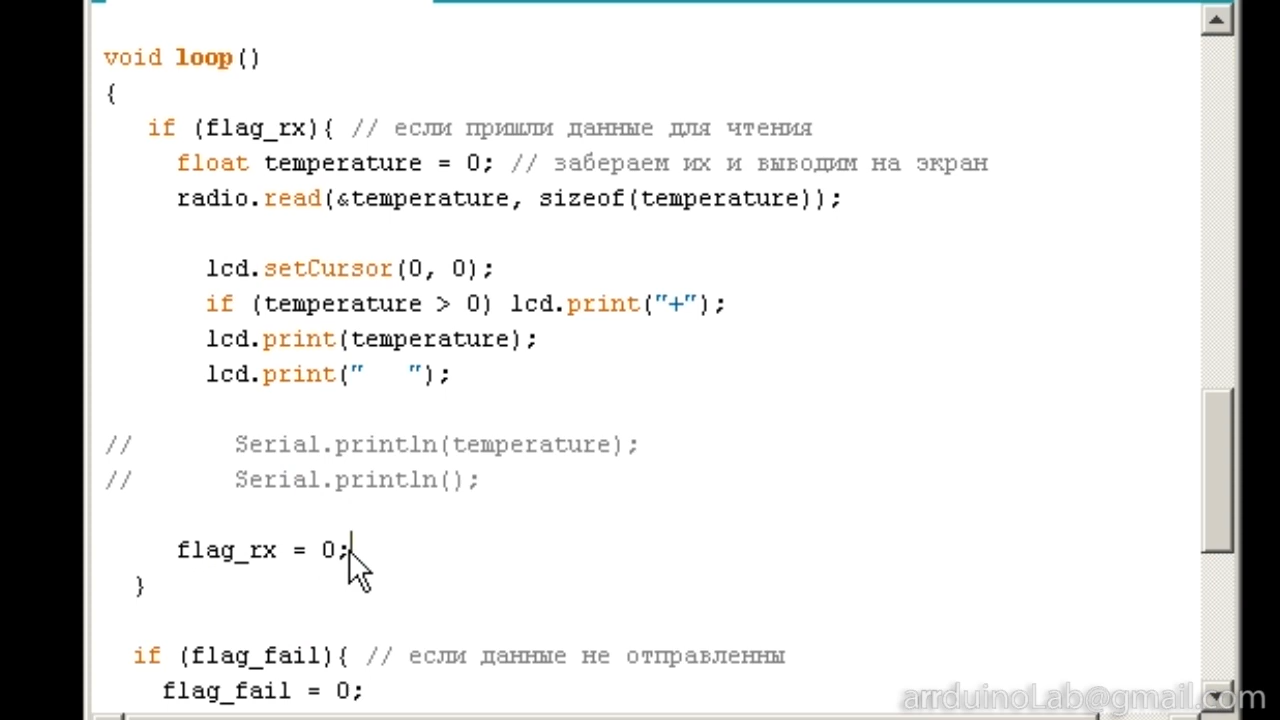 void loop()
{
if (flag_rx){ // если пришли данные для чтения
float temperature = 0; // забераем их и выводим на экран
radio.read(&temperature, sizeof(temperature));
lcd.setCursor(0, 0);
if (temperature > 0) lcd.print("+");
lcd.print(temperature);
lcd.print("   ");
//       Serial.println(temperature);
//       Serial.println();
flag_rx = 0;
}
if (flag_fail){ // если данные не отправленны
flag_fail = 0;
arrduinoLab@gmail.com